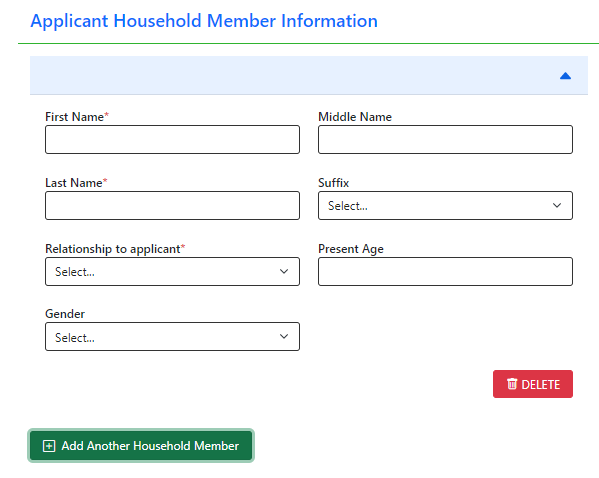 Applicant Household Member Information
First Name* Middle Name
Last Name* Suffix
Select...
Relationship to applicant* Present Age
Select...
Gender
Select...
DELETE
Add Another Household Member